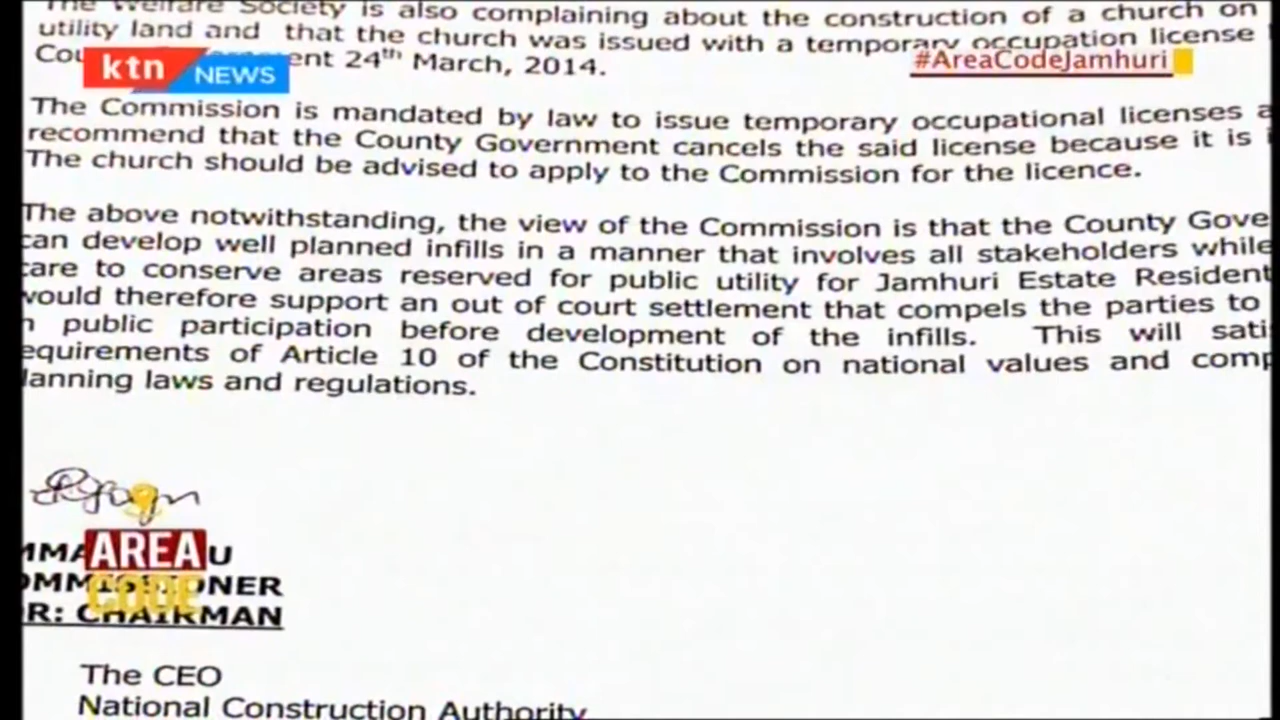 The Welfare Society is also complaining about the construction of a church on
utility land and that the church was issued with a temporary occupation license
ent 24th March, 2014.
ktn NEWS
#AreaCodeJamhuri
The Commission is mandated by law to issue temporary occupational licenses a
recommend that the County Government cancels the said license because it is
The church should be advised to apply to the Commission for the licence.
The above notwithstanding, the view of the Commission is that the County Gove
can develop well planned infills in a manner that involves all stakeholders while
care to conserve areas reserved for public utility for Jamhuri Estate Resident
would therefore support an out of court settlement that compels the parties to
n public participation before development of the infills. This will sati
equirements of Article 10 of the Constitution on national values and comp
lanning laws and regulations.
AREA
CODE
U
OMMISSIONER
R: CHAIRMAN
The CEO
National Construction Authority